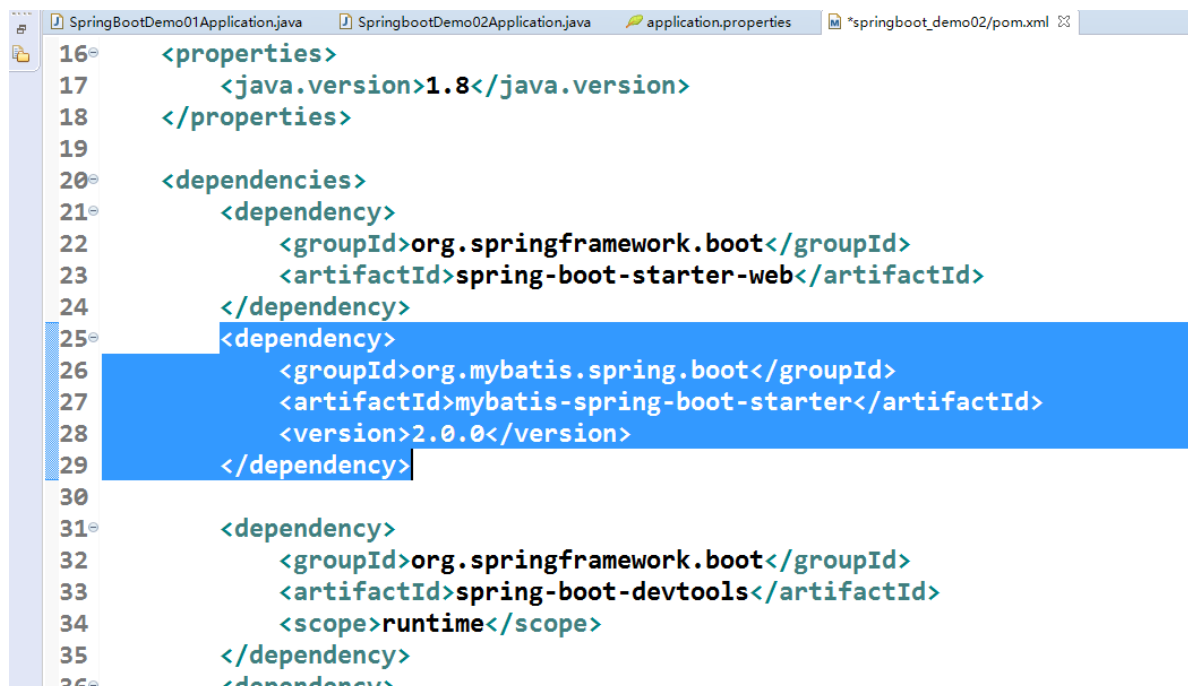 SpringBootDemo01Application.java SpringbootDemo02Application.java application.properties *springboot_demo02/pom.xml
16 <properties>
17 <java.version>1.8</java.version>
18 </properties>
19
20 <dependencies>
21 <dependency>
22 <groupId>org.springframework.boot</groupId>
23 <artifactId>spring-boot-starter-web</artifactId>
24 </dependency>
25 <dependency>
26 <groupId>org.mybatis.spring.boot</groupId>
27 <artifactId>mybatis-spring-boot-starter</artifactId>
28 <version>2.0.0</version>
29 </dependency>
30
31 <dependency>
32 <groupId>org.springframework.boot</groupId>
33 <artifactId>spring-boot-devtools</artifactId>
34 <scope>runtime</scope>
35 </dependency>
36 <dependency>